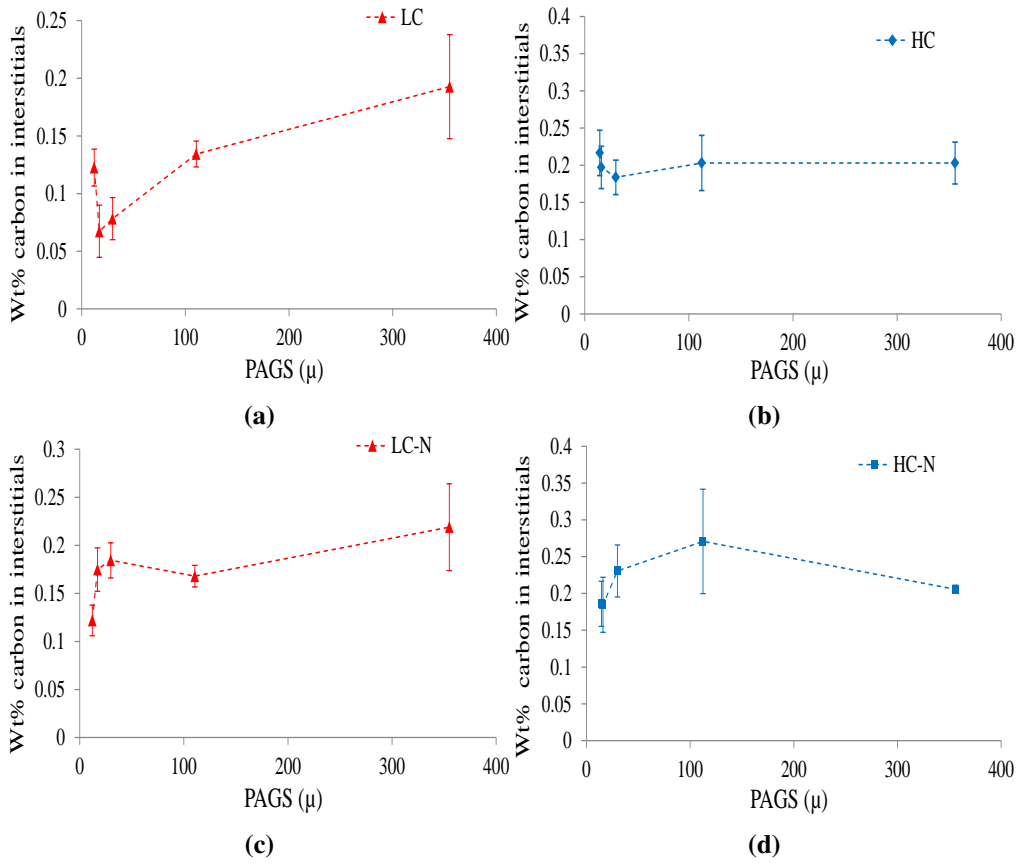 LC
Wt% carbon in interstitials
0.25
0.2
0.15
0.1
0.05
0
0 100 200 300 400
PAGS (μ)
(a)
HC
Wt% carbon in interstitials
0.4
0.35
0.3
0.25
0.2
0.15
0.1
0.05
0
0 100 200 300 400
PAGS (μ)
(b)
LC-N
Wt% carbon in interstitials
0.3
0.25
0.2
0.15
0.1
0.05
0
0 100 200 300 400
PAGS (μ)
(c)
HC-N
Wt% carbon in interstitials
0.4
0.35
0.3
0.25
0.2
0.15
0.1
0.05
0
0 100 200 300 400
PAGS (μ)
(d)